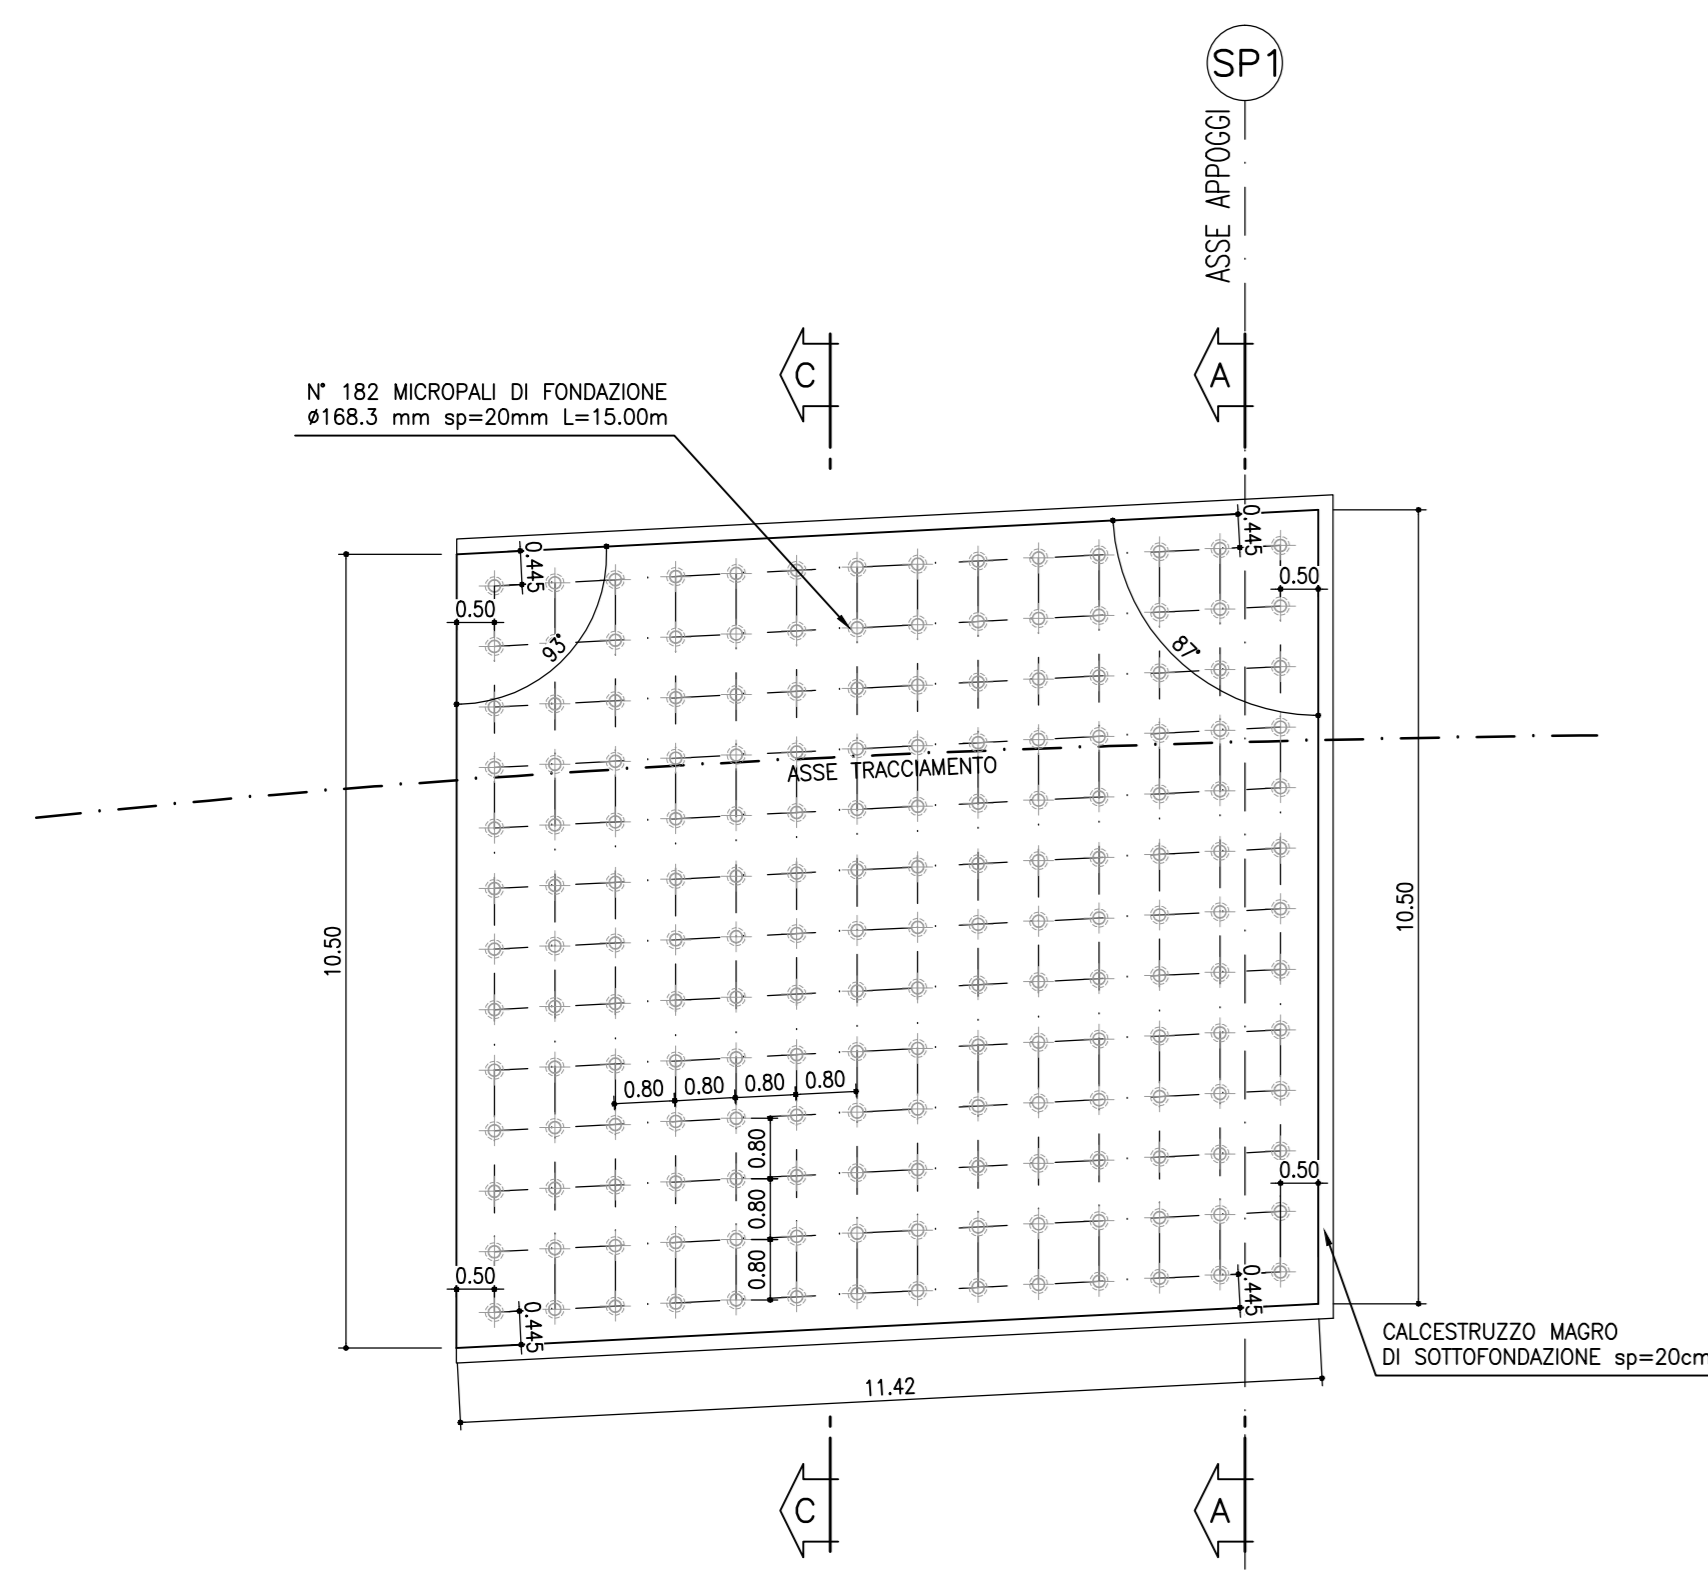 SP1
ASSE APPOGGI
C
A
N° 182 MICROPALI DI FONDAZIONE
ø168.3 mm sp=20mm L=15.00m
0.445
0.445
0.50
0.50
93°
87°
ASSE TRACCIAMENTO
10.50
10.50
0.80
0.80
0.80
0.80
0.80
0.80
0.80
0.50
0.50
0.445
0.445
CALCESTRUZZO MAGRO
DI SOTTOFONDAZIONE sp=20cm
11.42
C
A